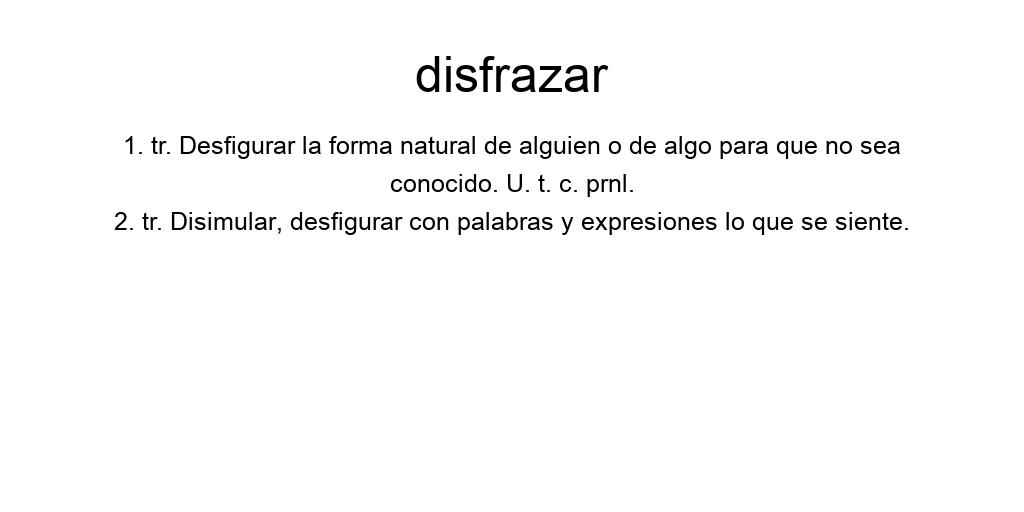 disfrazar
1. tr. Desfigurar la forma natural de alguien o de algo para que no sea
conocido. U. t. c. prnl.
2. tr. Disimular, desfigurar con palabras y expresiones lo que se siente.